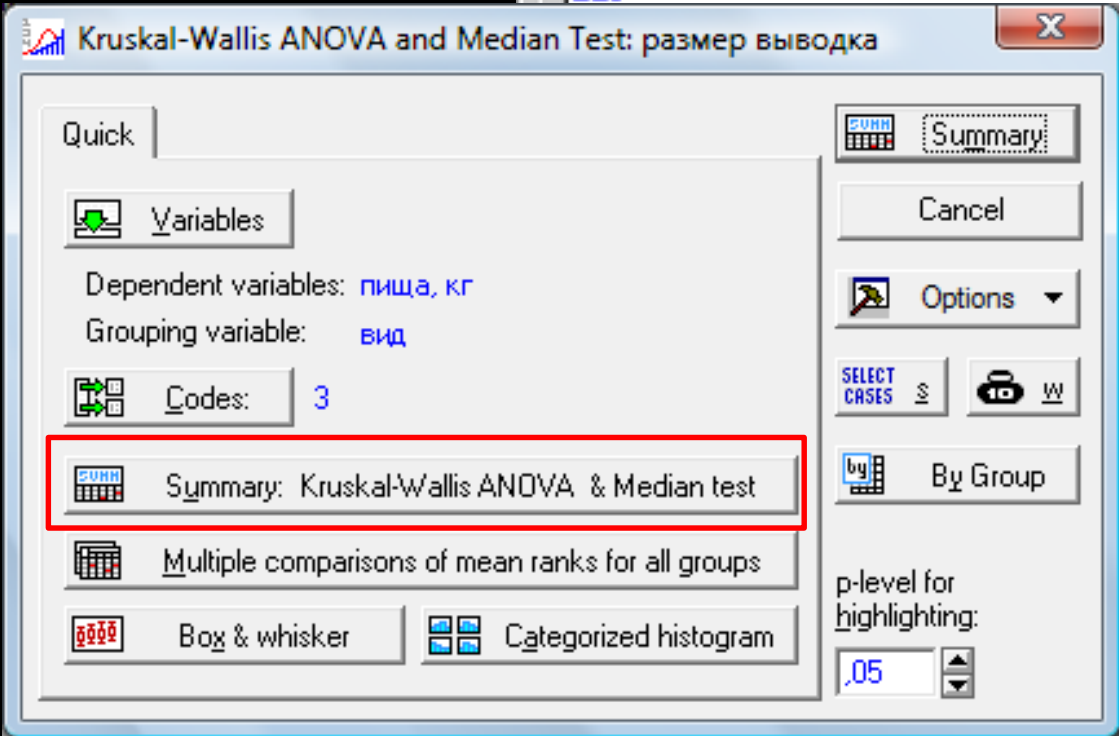 Kruskal-Wallis ANOVA and Median Test: размер выводка
Quick
Variables
Dependent variables: пища, кг
Grouping variable: вид
Codes: 3
Summary: Kruskal-Wallis ANOVA & Median test
Multiple comparisons of mean ranks for all groups
Box & whisker
Categorized histogram
Summary
Cancel
Options
SELECT CASES S
W
By Group
p-level for
highlighting:
,05